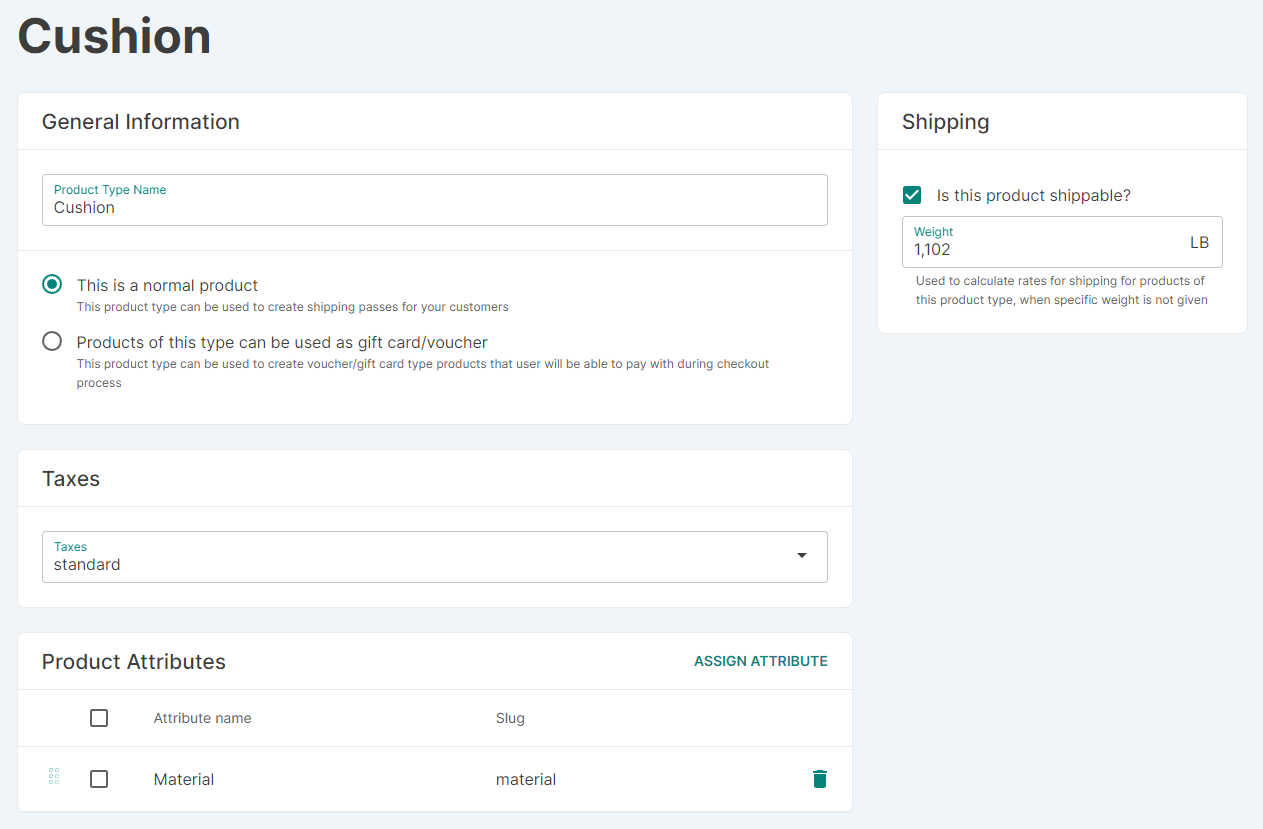 Cushion
General Information
Product Type Name
Cushion
This is a normal product
This product type can be used to create shipping passes for your customers
Products of this type can be used as gift card/voucher
This product type can be used to create voucher/gift card type products that user will be able to pay with during checkout
process
Taxes
Taxes
standard
Product Attributes
ASSIGN ATTRIBUTE
Attribute name
Slug
Material
material
Shipping
Is this product shippable?
Weight
1,102
LB
Used to calculate rates for shipping for products of
this product type, when specific weight is not given